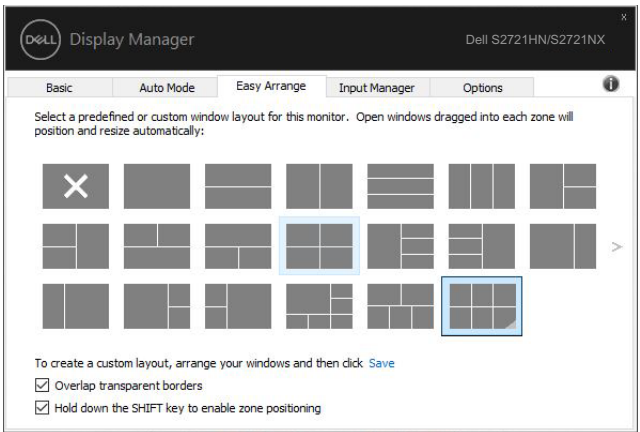 x
DELL Display Manager Dell S2721HN/S2721NX
Basic Auto Mode Easy Arrange Input Manager Options
Select a predefined or custom window layout for this monitor. Open windows dragged into each zone will
position and resize automatically:
To create a custom layout, arrange your windows and then click Save
Overlap transparent borders
Hold down the SHIFT key to enable zone positioning